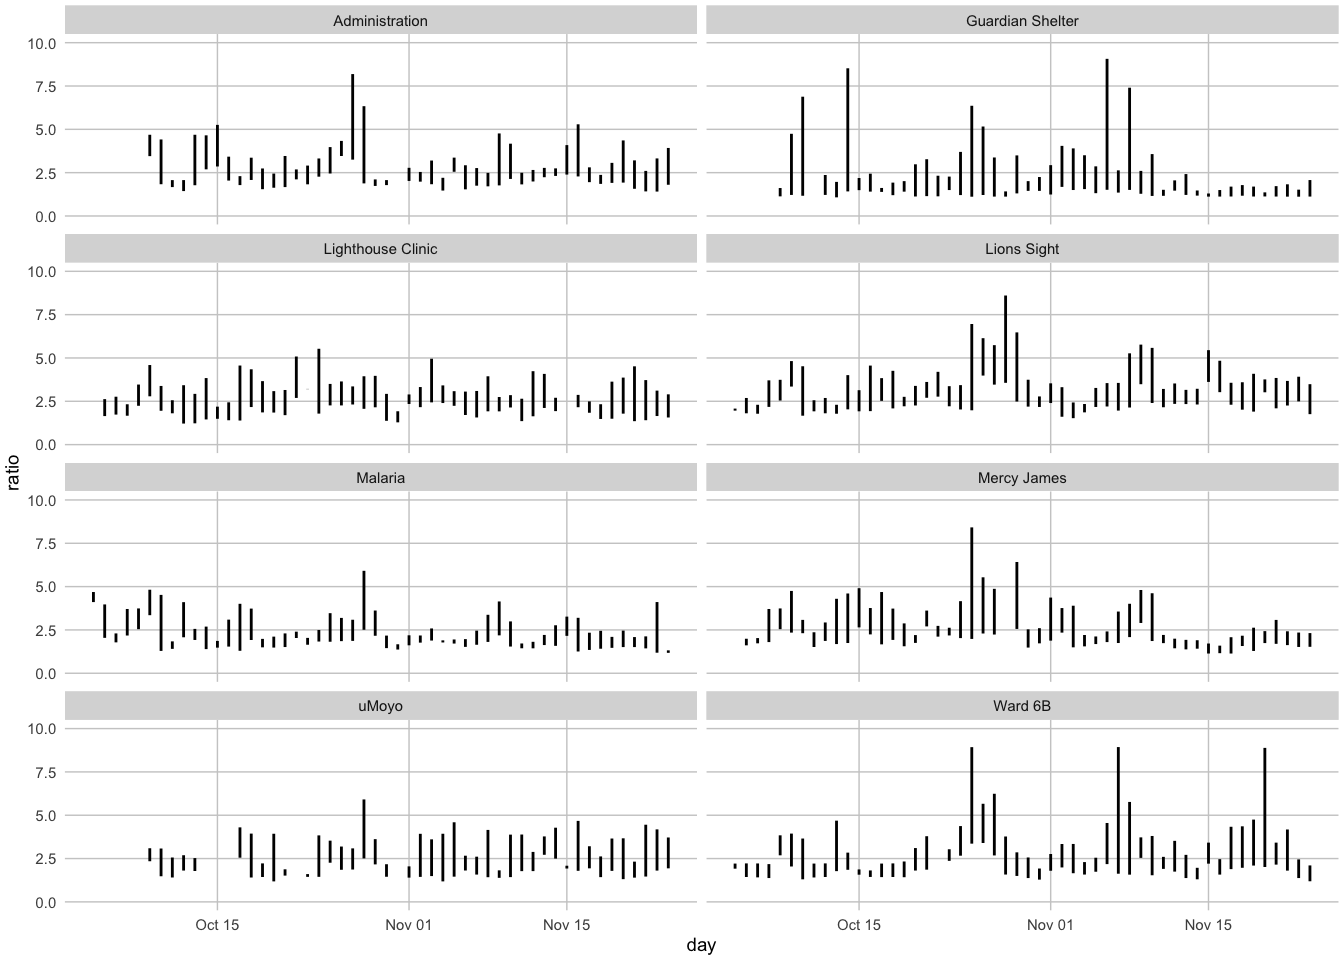 Administration
Guardian Shelter
10.0
7.5
5.0
2.5
0.0
Lighthouse Clinic
Lions Sight
10.0
7.5
5.0
2.5
0.0
ratio
Malaria
Mercy James
10.0
7.5
5.0
2.5
0.0
uMoyo
Ward 6B
10.0
7.5
5.0
2.5
0.0
Oct 15
Nov 01
Nov 15
Oct 15
Nov 01
Nov 15
day